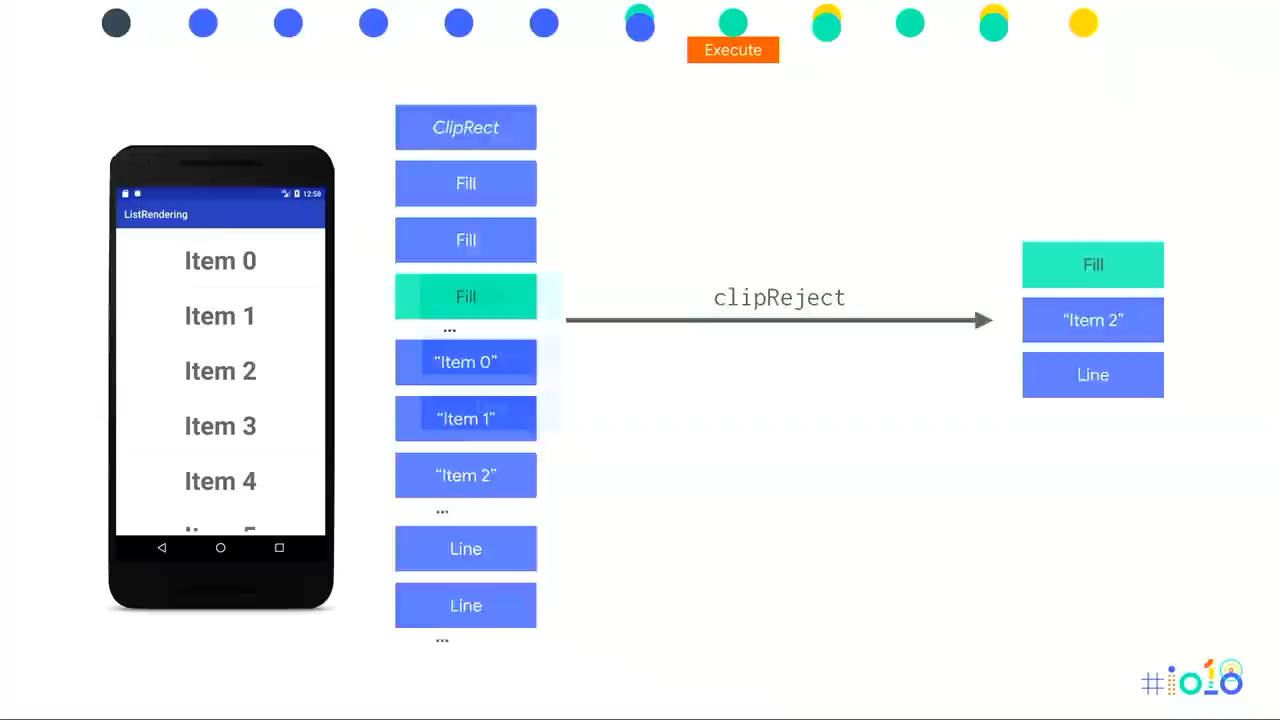 Execute
ClipRect
Fill
Fill
Fill
...
"Item 0"
"Item 1"
"Item 2"
...
Line
Line
...
12:58
ListRendering
Item 0
Item 1
Item 2
Item 3
Item 4
clipReject
Fill
"Item 2"
Line
#io18